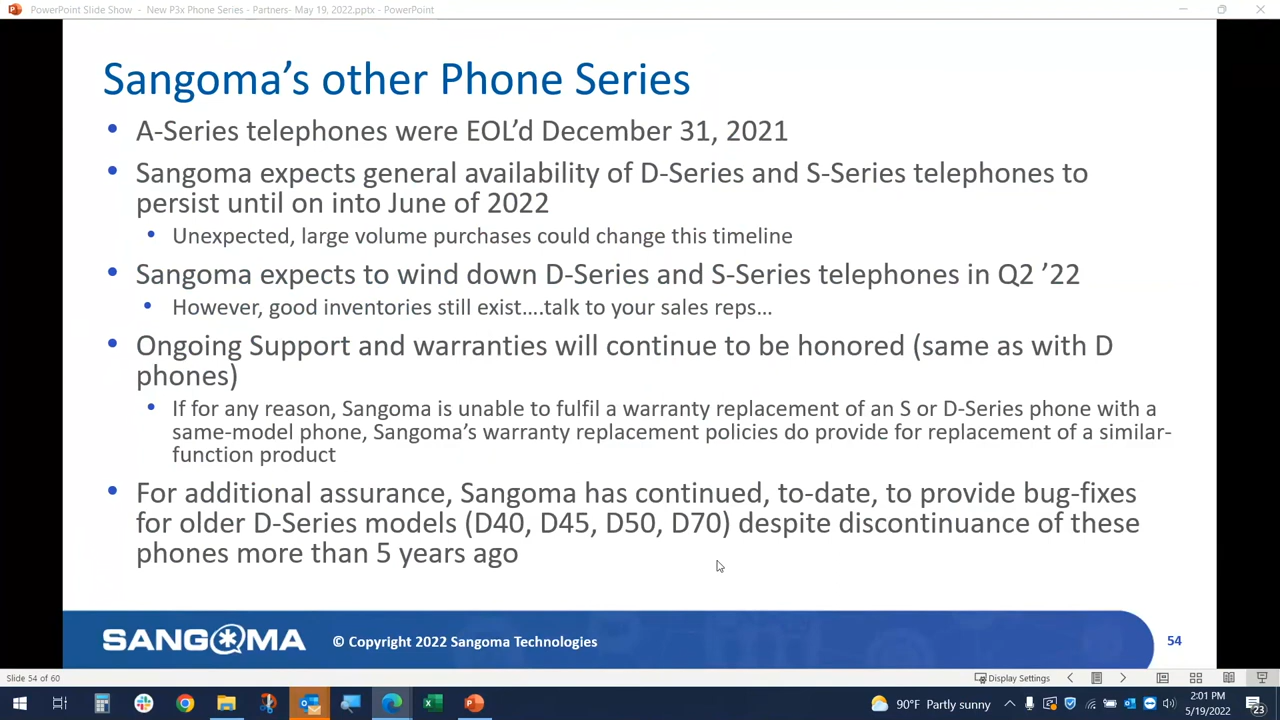 PowerPoint Slide Show - New P3x Phone Series - Partners- May 19, 2022.pptx - PowerPoint
Sangoma's other Phone Series
• A-Series telephones were EOL'd December 31, 2021
• Sangoma expects general availability of D-Series and S-Series telephones to
persist until on into June of 2022
• Unexpected, large volume purchases could change this timeline
• Sangoma expects to wind down D-Series and S-Series telephones in Q2 '22
• However, good inventories still exist....talk to your sales reps...
• Ongoing Support and warranties will continue to be honored (same as with D
phones)
• If for any reason, Sangoma is unable to fulfil a warranty replacement of an S or D-Series phone with a
same-model phone, Sangoma's warranty replacement policies do provide for replacement of a similar-
function product
• For additional assurance, Sangoma has continued, to-date, to provide bug-fixes
for older D-Series models (D40, D45, D50, D70) despite discontinuance of these
phones more than 5 years ago
SANGOMA
© Copyright 2022 Sangoma Technologies
54
Slide 54 of 60
Display Settings
90°F Partly sunny
2:01 PM
5/19/2022
23